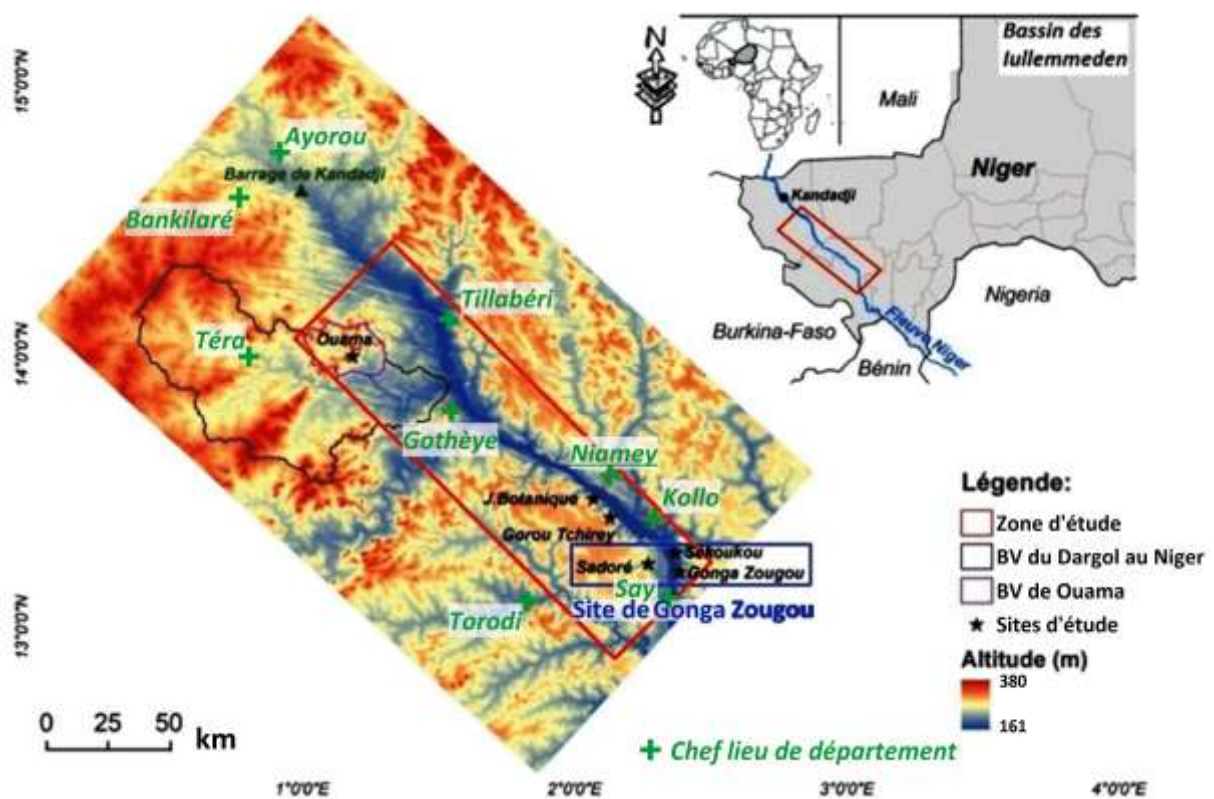 Bassin des
Iullemmeden
N
Mali
Niger
Kandadji
Nigeria
Burkina-Faso
Bénin
Fleuve Niger
15°0'0"N
14°0'0"N
13°0'0"N
Ayorou
Barrage de Kandadji
Bankilaré
Tillabéri
Téra
Ouama
Gothèye
Niamey
J.Botanique
Kollo
Gorou Tchirey
Sékoukou
Sadoré
Gonga Zougou
Say
Site de Gonga Zougou
Torodi
Légende:
Zone d'étude
BV du Dargol au Niger
BV de Ouama
Sites d'étude
Altitude (m)
380
161
0 25 50
km
Chef lieu de département
1°0'0"E 2°0'0"E 3°0'0"E 4°0'0"E